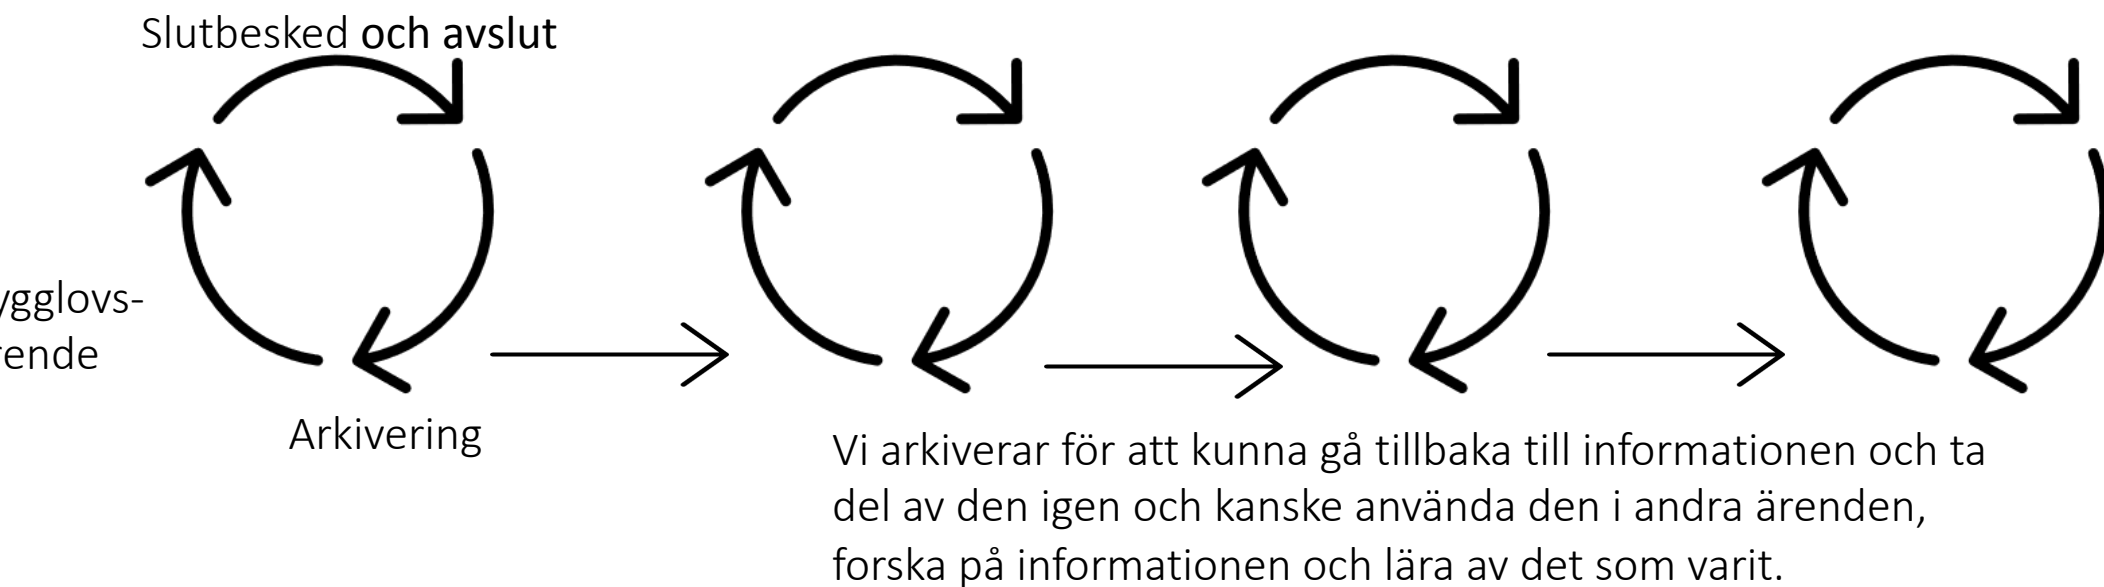 Slutbesked och avslut
ygglovs-
rende
Arkivering
Vi arkiverar för att kunna gå tillbaka till informationen och ta
del av den igen och kanske använda den i andra ärenden,
forska på informationen och lära av det som varit.